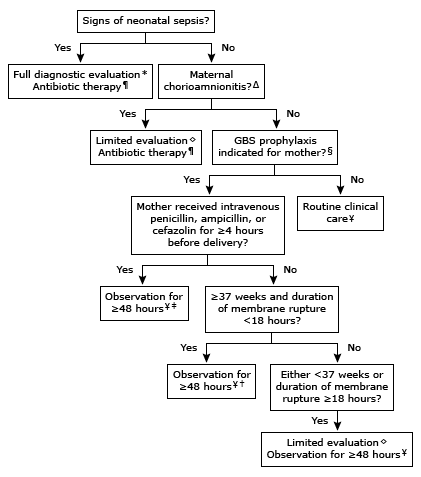 Signs of neonatal sepsis?
Yes
No
Full diagnostic evaluation*
Antibiotic therapy¶
Maternal
chorioamnionitis?Δ
Yes
No
Limited evaluation◇
Antibiotic therapy¶
GBS prophylaxis
indicated for mother?§
Yes
No
Mother received intravenous
penicillin, ampicillin, or
cefazolin for ≥4 hours
before delivery?
Routine clinical
care¥
Yes
No
Observation for
≥48 hours¥‡
≥37 weeks and duration
of membrane rupture
<18 hours?
Yes
No
Observation for
≥48 hours¥†
Either <37 weeks or
duration of membrane
rupture ≥18 hours?
Yes
Limited evaluation◇
Observation for ≥48 hours¥